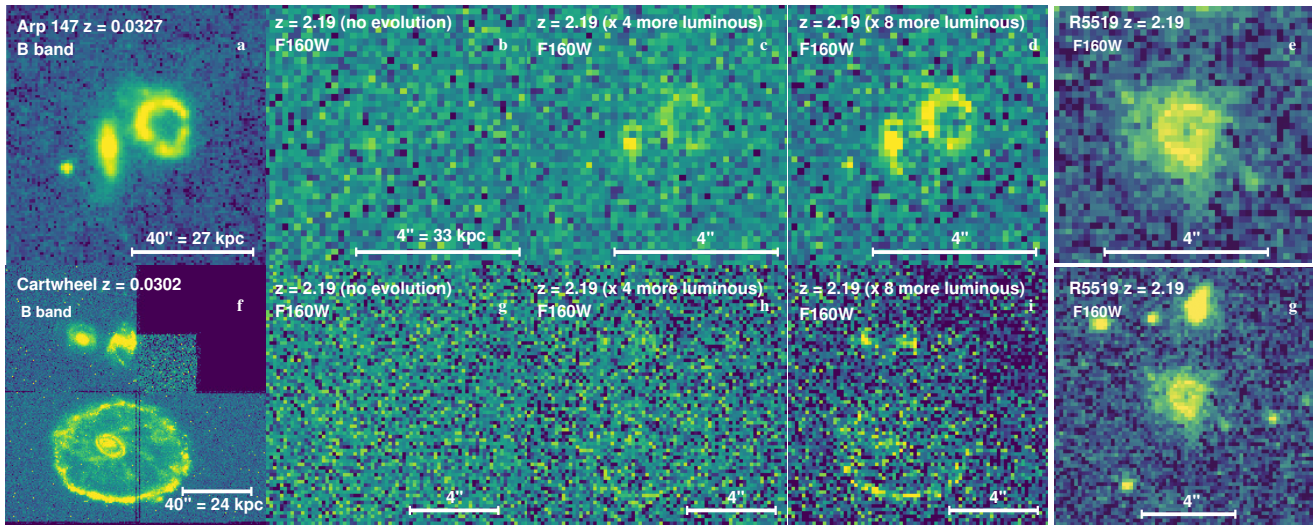 Arp 147 z = 0.0327
B band
a
40" = 27 kpc
z = 2.19 (no evolution)
F160W
b
4" = 33 kpc
z = 2.19 (x 4 more luminous)
F160W
c
4"
z = 2.19 (x 8 more luminous)
F160W
d
4"
R5519 z = 2.19
F160W
e
4"
Cartwheel z = 0.0302
B band
f
40" = 24 kpc
z = 2.19 (no evolution)
F160W
g
4"
z = 2.19 (x 4 more luminous)
F160W
h
4"
z = 2.19 (x 8 more luminous)
F160W
i
4"
R5519 z = 2.19
F160W
g
4"